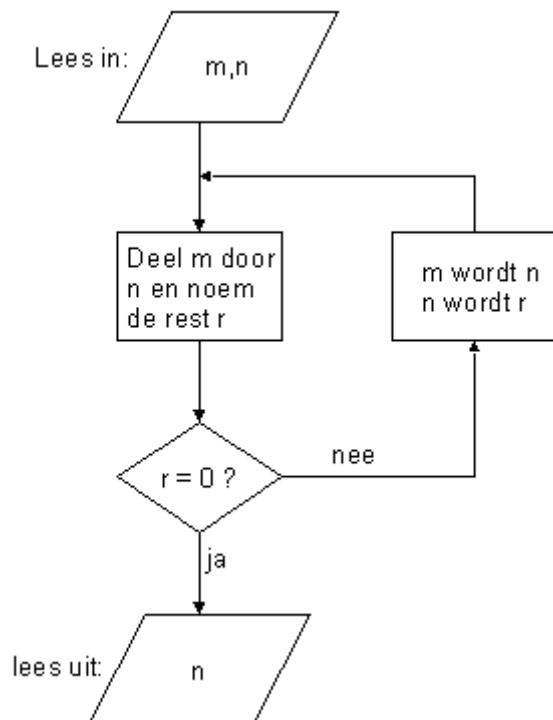 Lees in:
m,n
Deel m door
n en noem
de rest r
m wordt n
n wordt r
r = 0 ?
nee
ja
lees uit:
n